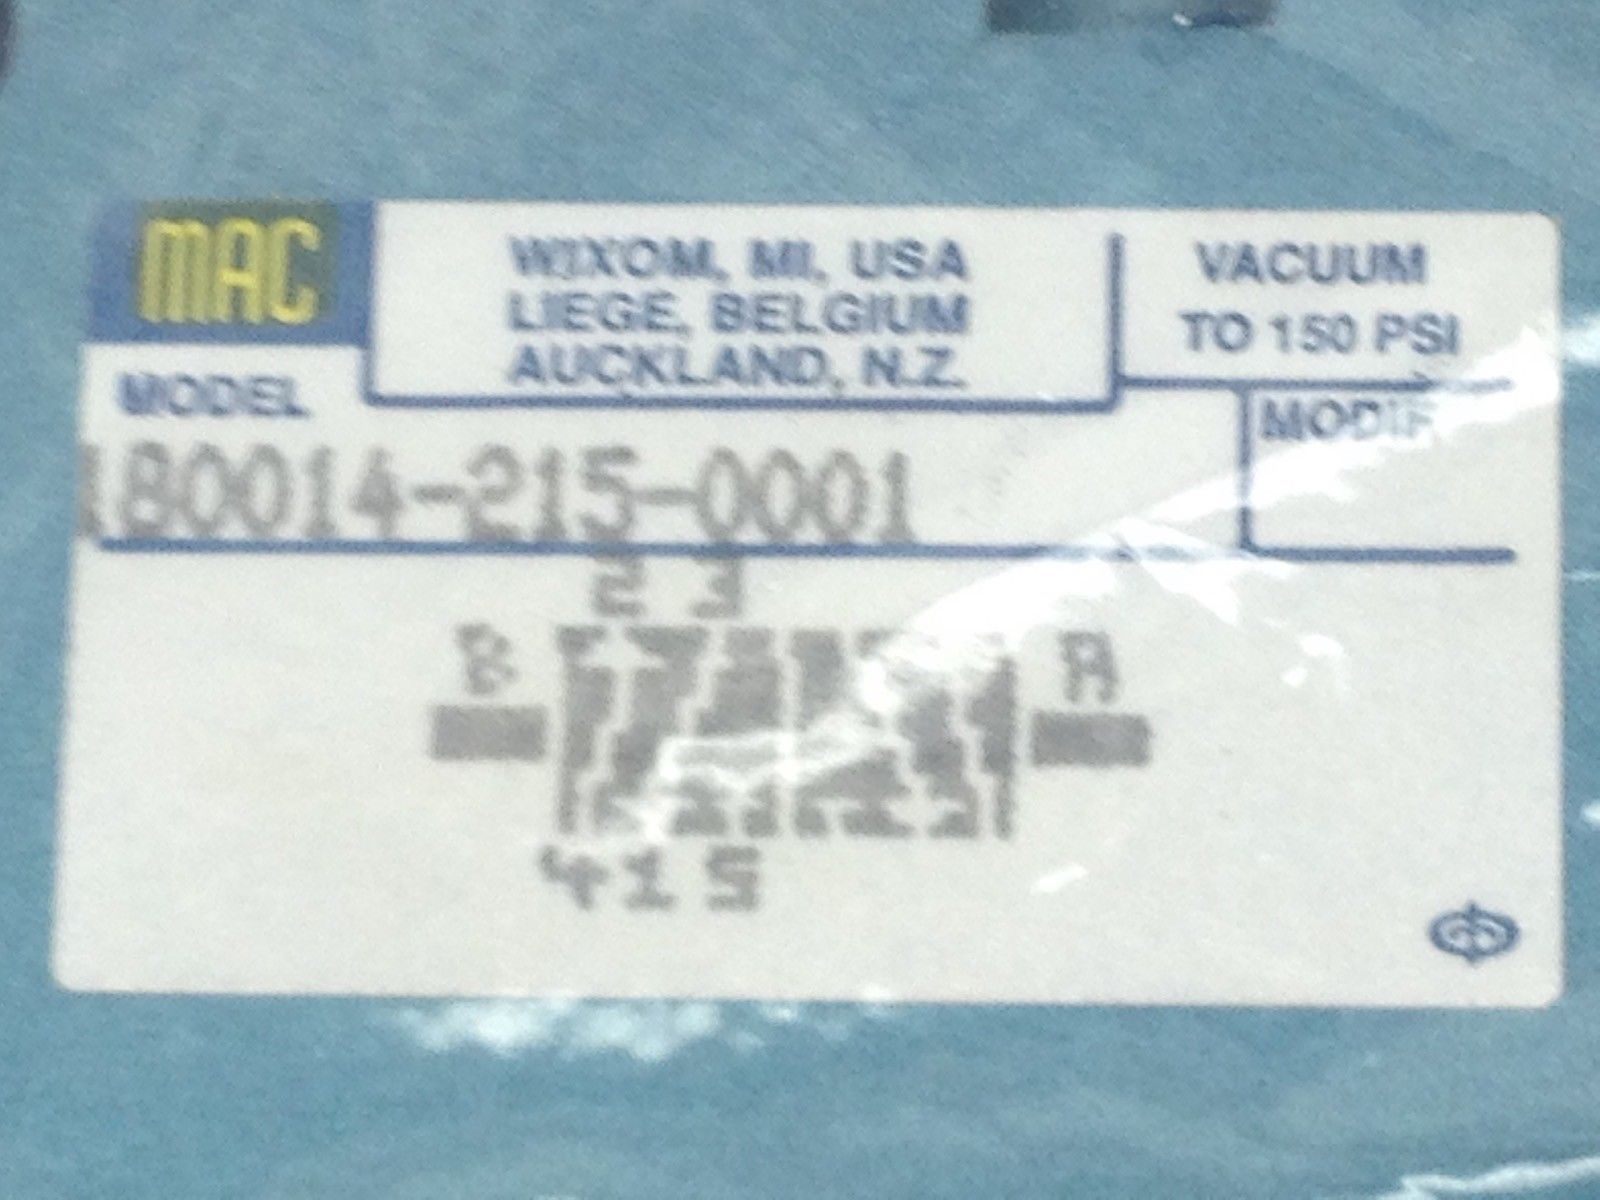 MAC
WIXOM, MI, USA
LIEGE, BELGIUM
AUCKLAND, N.Z.
VACUUM
TO 150 PSI
MODEL
180014-215-0001
MODIF
2 3
B
A
4 1 5